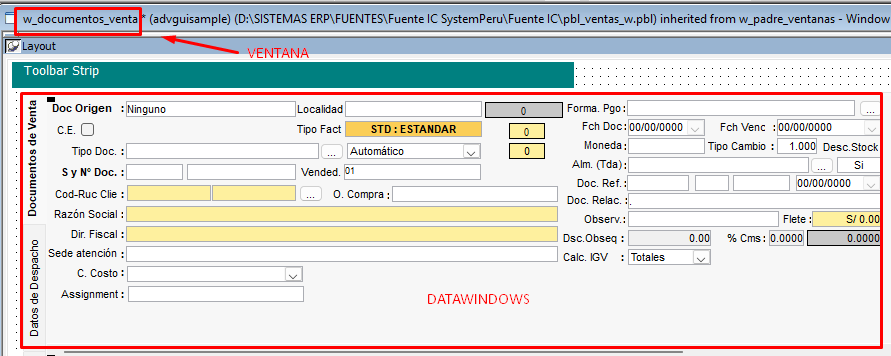 w_documentos_venta * (advguisample) (D:\SISTEMAS ERP\FUENTES\Fuente IC SystemPeru\Fuente IC\pbl_ventas_w.pbl) inherited from w_padre_ventanas - Window
Layout
VENTANA
Toolbar Strip
Documentos de Venta
Datos de Despacho
Doc Origen : Ninguno Localidad 0 Forma. Pgo: ...
C.E. Tipo Fact STD : ESTANDAR 0 Fch Doc: 00/00/0000 Fch Venc : 00/00/0000
Tipo Doc. : ... Automático 0 Moneda: Tipo Cambio : 1.000 Desc.Stock
S y Nº Doc. : Vended. 01 Alm. (Tda) : ... Si
Cod-Ruc Clie : ... O. Compra : Doc. Ref. : 00/00/0000
Razón Social : Doc. Relac. : .
Dir. Fiscal : Observ.: Flete : S/ 0.00
Sede atención : Dsc.Obseq : 0.00 % Cms : 0.0000 0.0000
C. Costo : Calc. IGV : Totales
Assignment :
DATAWINDOWS